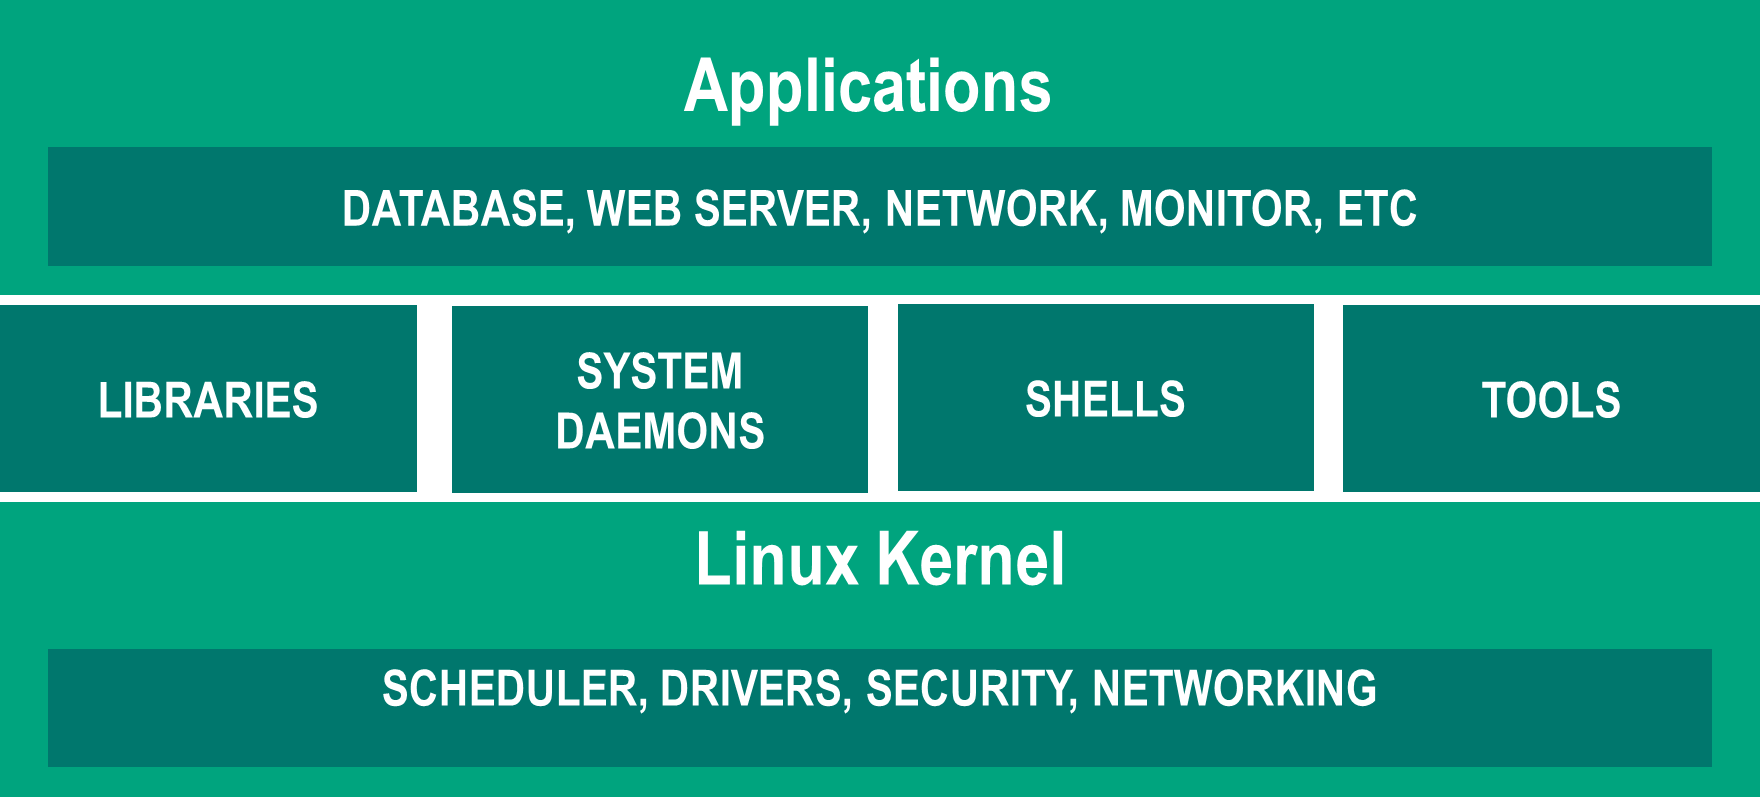 Applications
DATABASE, WEB SERVER, NETWORK, MONITOR, ETC
LIBRARIES
SYSTEM
DAEMONS
SHELLS
TOOLS
Linux Kernel
SCHEDULER, DRIVERS, SECURITY, NETWORKING